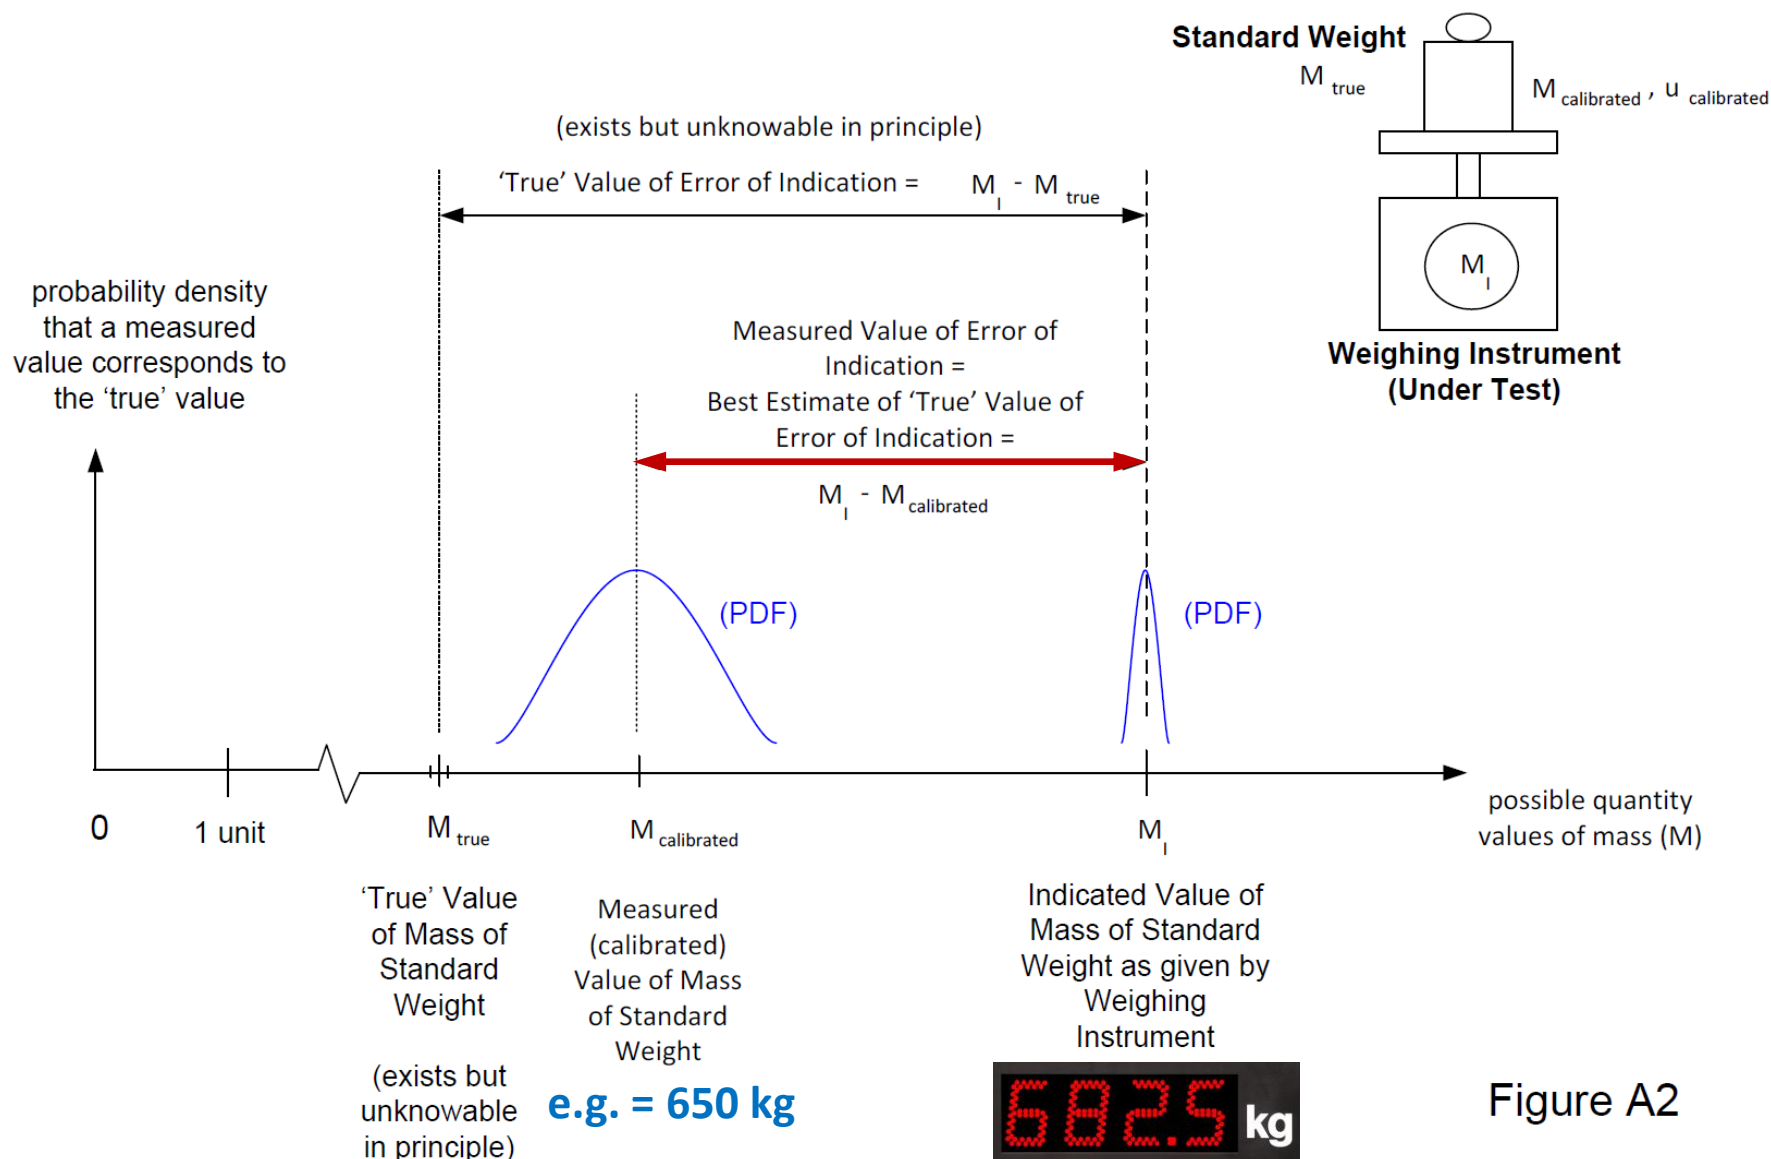 Standard Weight
M true
M calibrated , u calibrated
(exists but unknowable in principle)
‘True’ Value of Error of Indication = M I - M true
M I
Weighing Instrument
(Under Test)
probability density
that a measured
value corresponds to
the ‘true’ value
Measured Value of Error of
Indication =
Best Estimate of ‘True’ Value of
Error of Indication =
M I - M calibrated
(PDF)
(PDF)
0
1 unit
M true
M calibrated
M I
possible quantity
values of mass (M)
‘True’ Value
of Mass of
Standard
Weight
(exists but
unknowable
in principle)
Measured
(calibrated)
Value of Mass
of Standard
Weight
e.g. = 650 kg
Indicated Value of
Mass of Standard
Weight as given by
Weighing
Instrument
682.5 kg
Figure A2